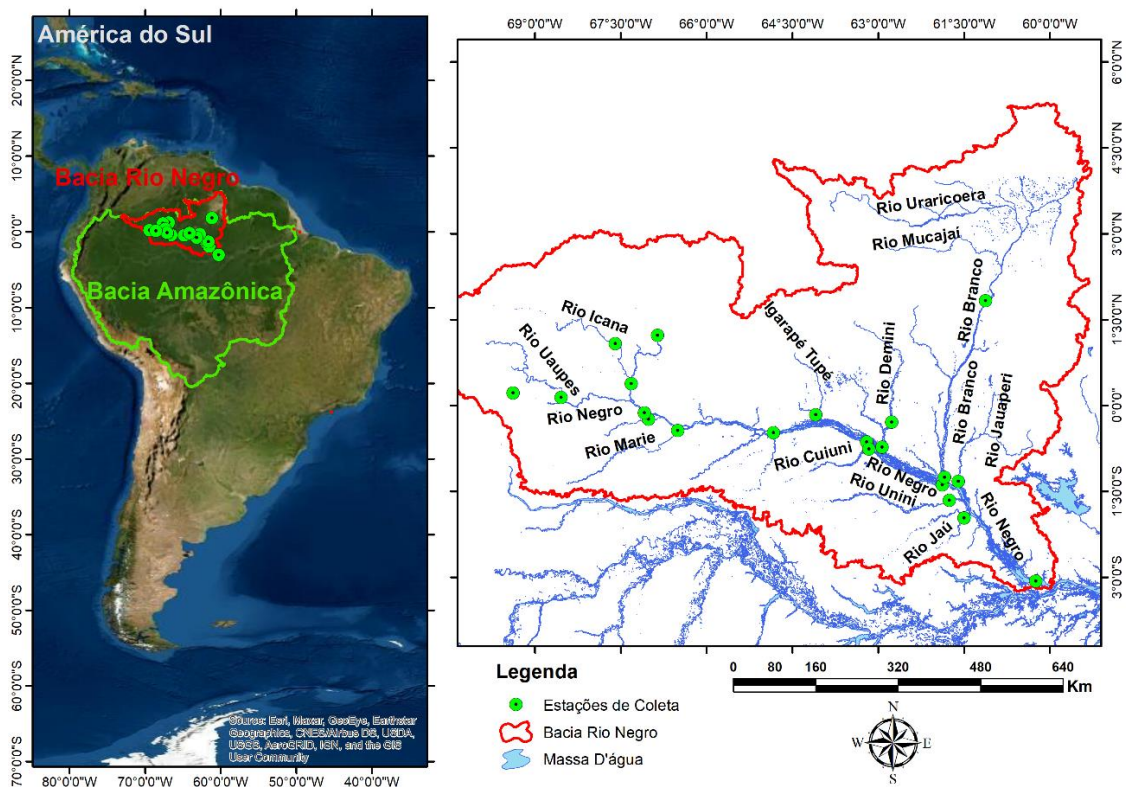 América do Sul
Bacia Rio Negro
Bacia Amazônica
Source: Esri, Maxar, GeoEye, Earthstar
Geographics, CNES/Airbus DS, USDA,
USGS, AeroGRID, IGN, and the GIS
User Community
20°0'0"N
10°0'0"N
0°0'0"
10°0'0"S
20°0'0"S
30°0'0"S
40°0'0"S
50°0'0"S
60°0'0"S
70°0'0"S
80°0'0"W
70°0'0"W
60°0'0"W
50°0'0"W
40°0'0"W
69°0'0"W
67°30'0"W
66°0'0"W
64°30'0"W
63°0'0"W
61°30'0"W
60°0'0"W
6°0'0"N
4°30'0"N
3°0'0"N
1°30'0"N
0°0'0"
1°30'0"S
3°0'0"S
Rio Uraricoera
Rio Mucajai
Rio Branco
Rio Icana
Igarapé Tupé
Rio Uaupes
Rio Demini
Rio Negro
Rio Branco
Rio Jauaperi
Rio Marie
Rio Cuiuni
Rio Negro
Rio Unini
Rio Negro
Rio Jaú
Legenda
Estações de Coleta
Bacia Rio Negro
Massa D'água
0 80 160 320 480 640
Km
N
W E
S